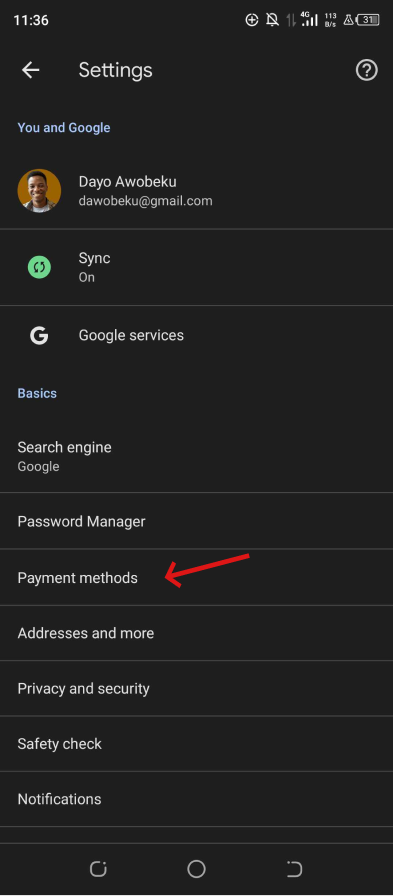 11:36
4G
113
B/s
31
Settings
You and Google
Dayo Awobeku
dawobeku@gmail.com
Sync
On
G
Google services
Basics
Search engine
Google
Password Manager
Payment methods
Addresses and more
Privacy and security
Safety check
Notifications